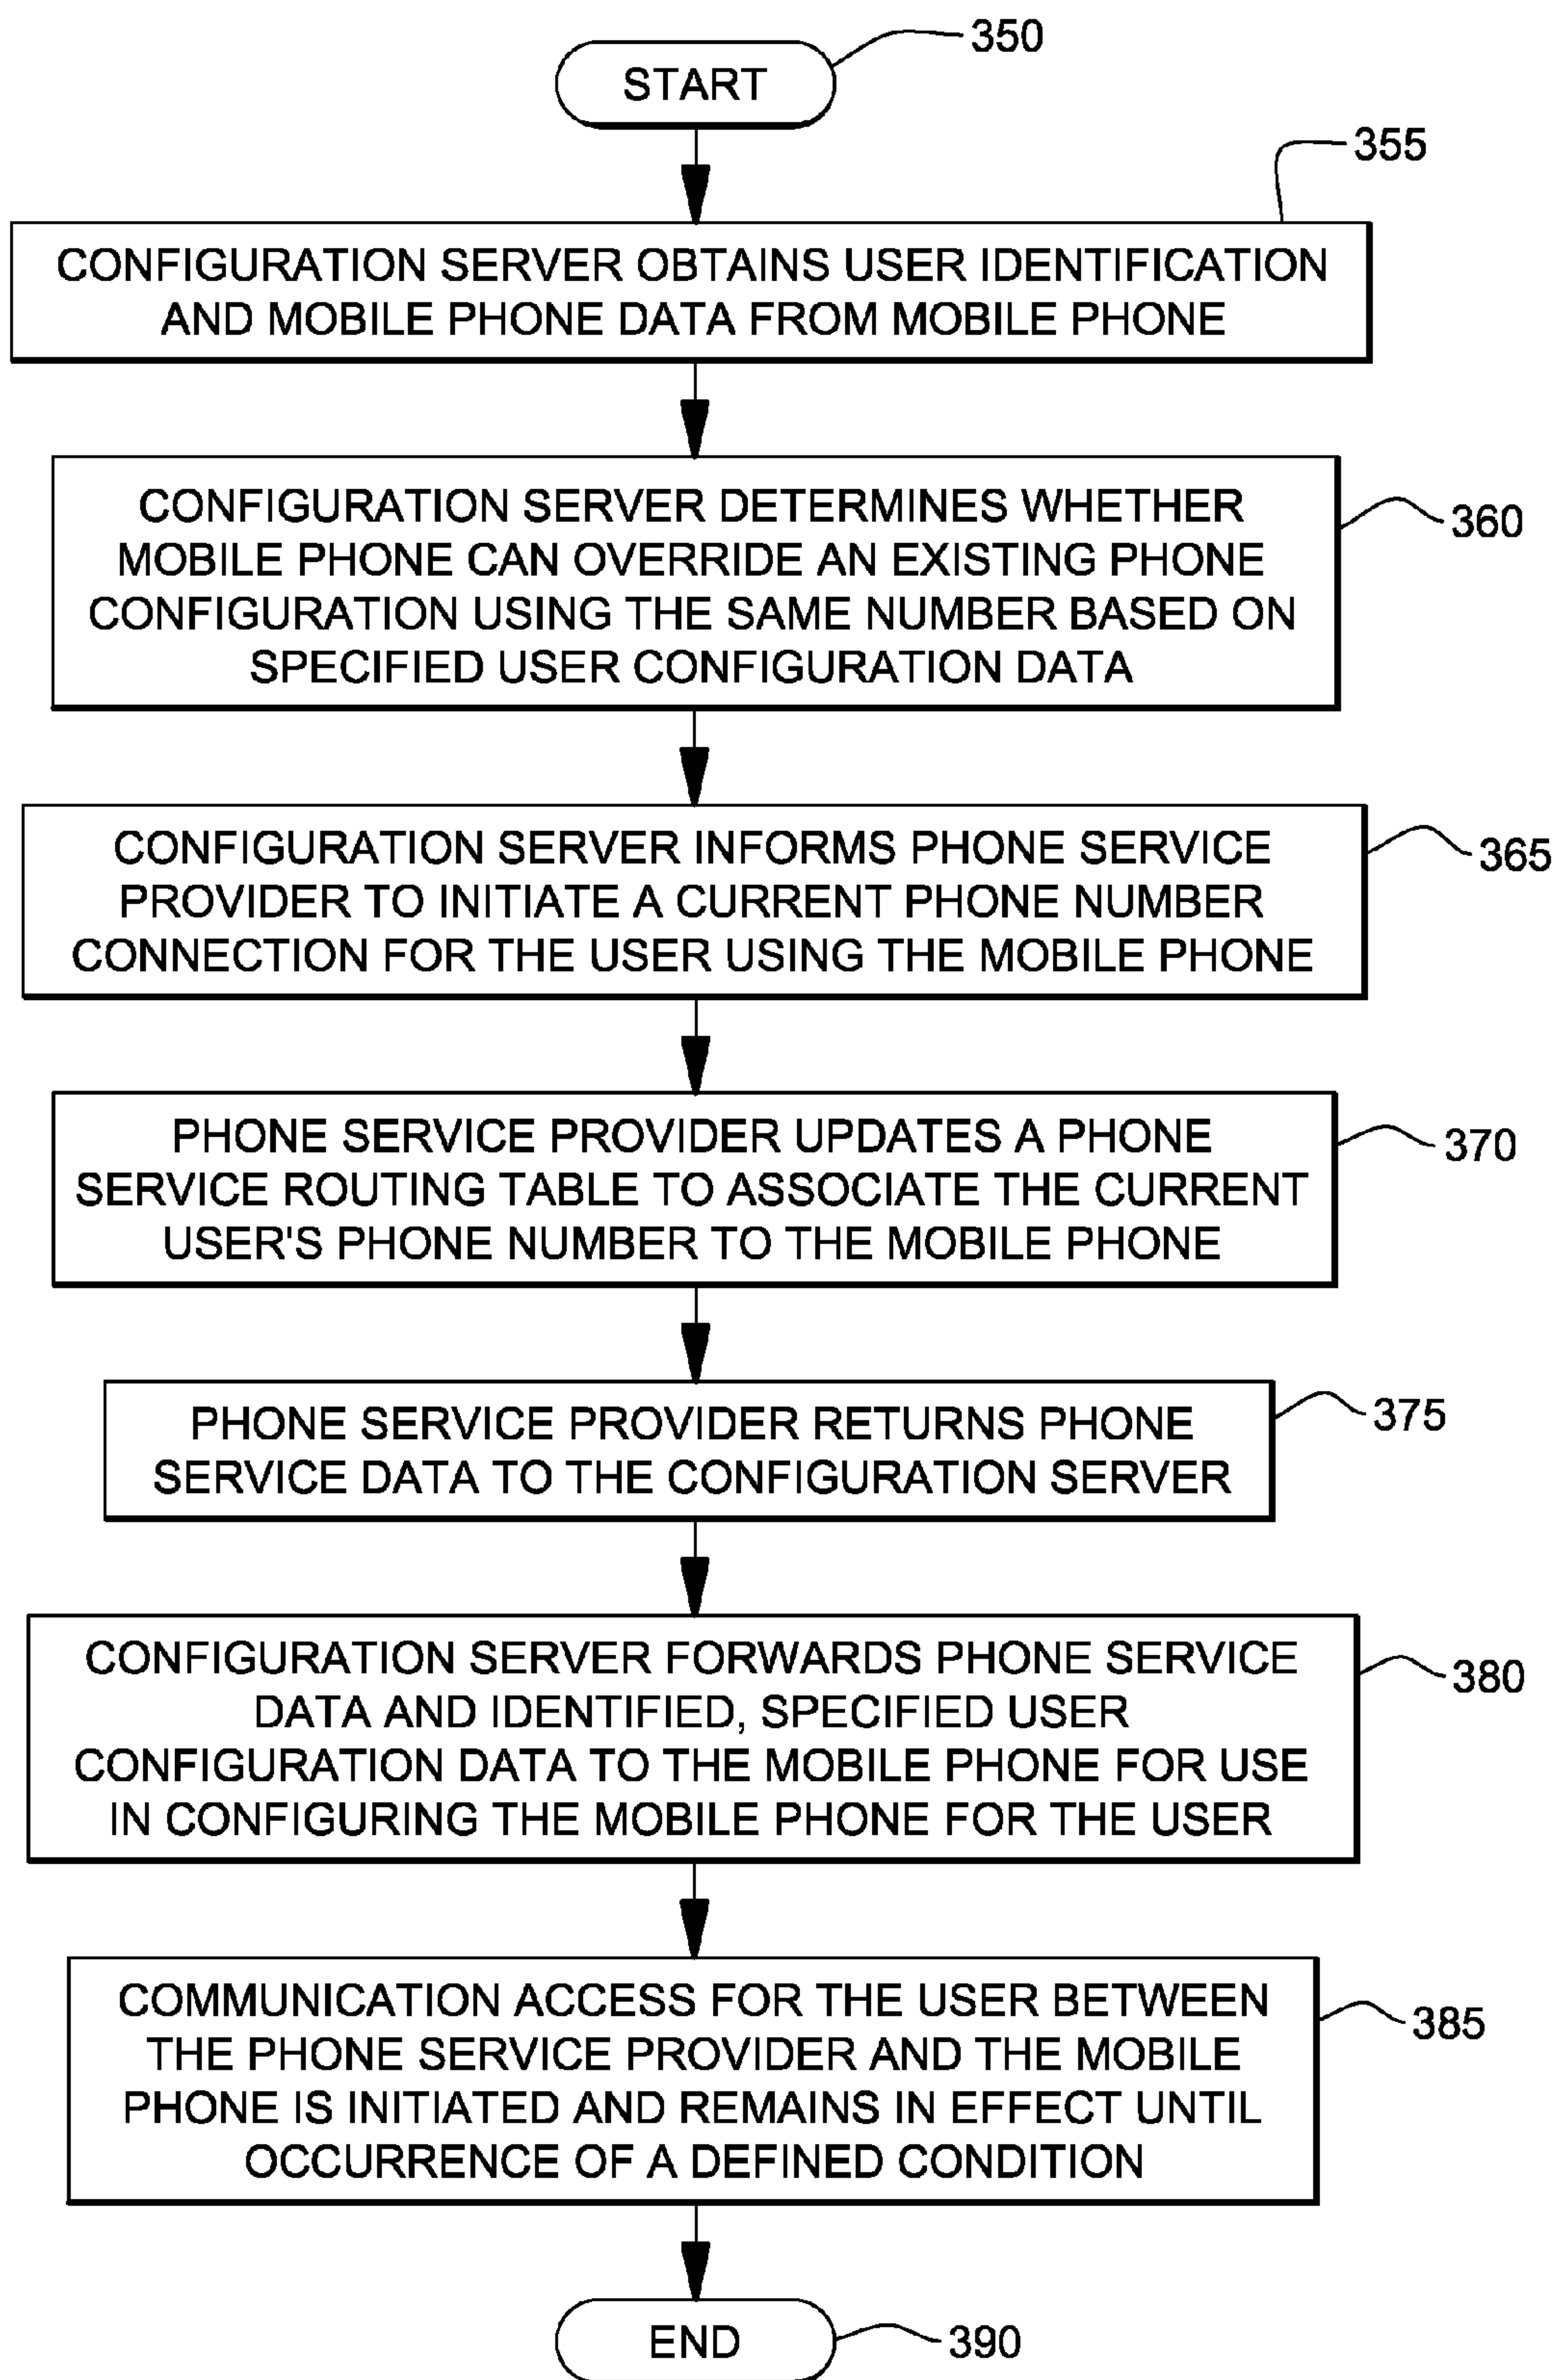 350
START
355
CONFIGURATION SERVER OBTAINS USER IDENTIFICATION
AND MOBILE PHONE DATA FROM MOBILE PHONE
CONFIGURATION SERVER DETERMINES WHETHER
MOBILE PHONE CAN OVERRIDE AN EXISTING PHONE
CONFIGURATION USING THE SAME NUMBER BASED ON
SPECIFIED USER CONFIGURATION DATA
360
CONFIGURATION SERVER INFORMS PHONE SERVICE
PROVIDER TO INITIATE A CURRENT PHONE NUMBER
CONNECTION FOR THE USER USING THE MOBILE PHONE
365
PHONE SERVICE PROVIDER UPDATES A PHONE
SERVICE ROUTING TABLE TO ASSOCIATE THE CURRENT
USER'S PHONE NUMBER TO THE MOBILE PHONE
370
PHONE SERVICE PROVIDER RETURNS PHONE
SERVICE DATA TO THE CONFIGURATION SERVER
375
CONFIGURATION SERVER FORWARDS PHONE SERVICE
DATA AND IDENTIFIED, SPECIFIED USER
CONFIGURATION DATA TO THE MOBILE PHONE FOR USE
IN CONFIGURING THE MOBILE PHONE FOR THE USER
380
COMMUNICATION ACCESS FOR THE USER BETWEEN
THE PHONE SERVICE PROVIDER AND THE MOBILE
PHONE IS INITIATED AND REMAINS IN EFFECT UNTIL
OCCURRENCE OF A DEFINED CONDITION
385
END
390